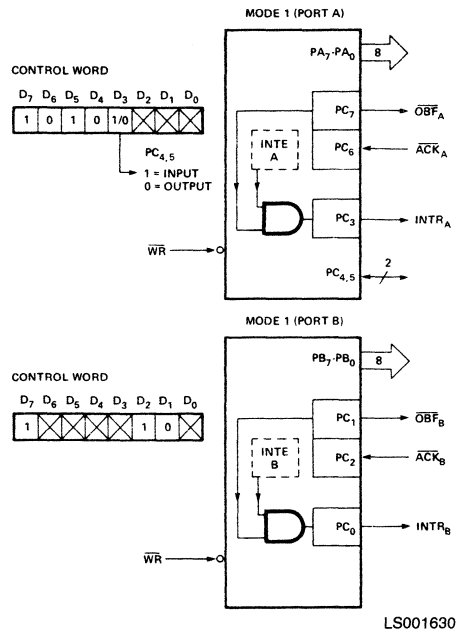 MODE 1 (PORT A)
PA7-PA0 8
CONTROL WORD
D7 D6 D5 D4 D3 D2 D1 D0
1 0 1 0 1/0
PC7 OBFA
INTE A
PC6 ACKA
PC4,5
1 = INPUT
0 = OUTPUT
PC3 INTRA
WR
PC4,5 2
MODE 1 (PORT B)
PB7-PB0 8
CONTROL WORD
D7 D6 D5 D4 D3 D2 D1 D0
1 1 0
PC1 OBFB
INTE B
PC2 ACKB
PC0 INTRB
WR
LS001630